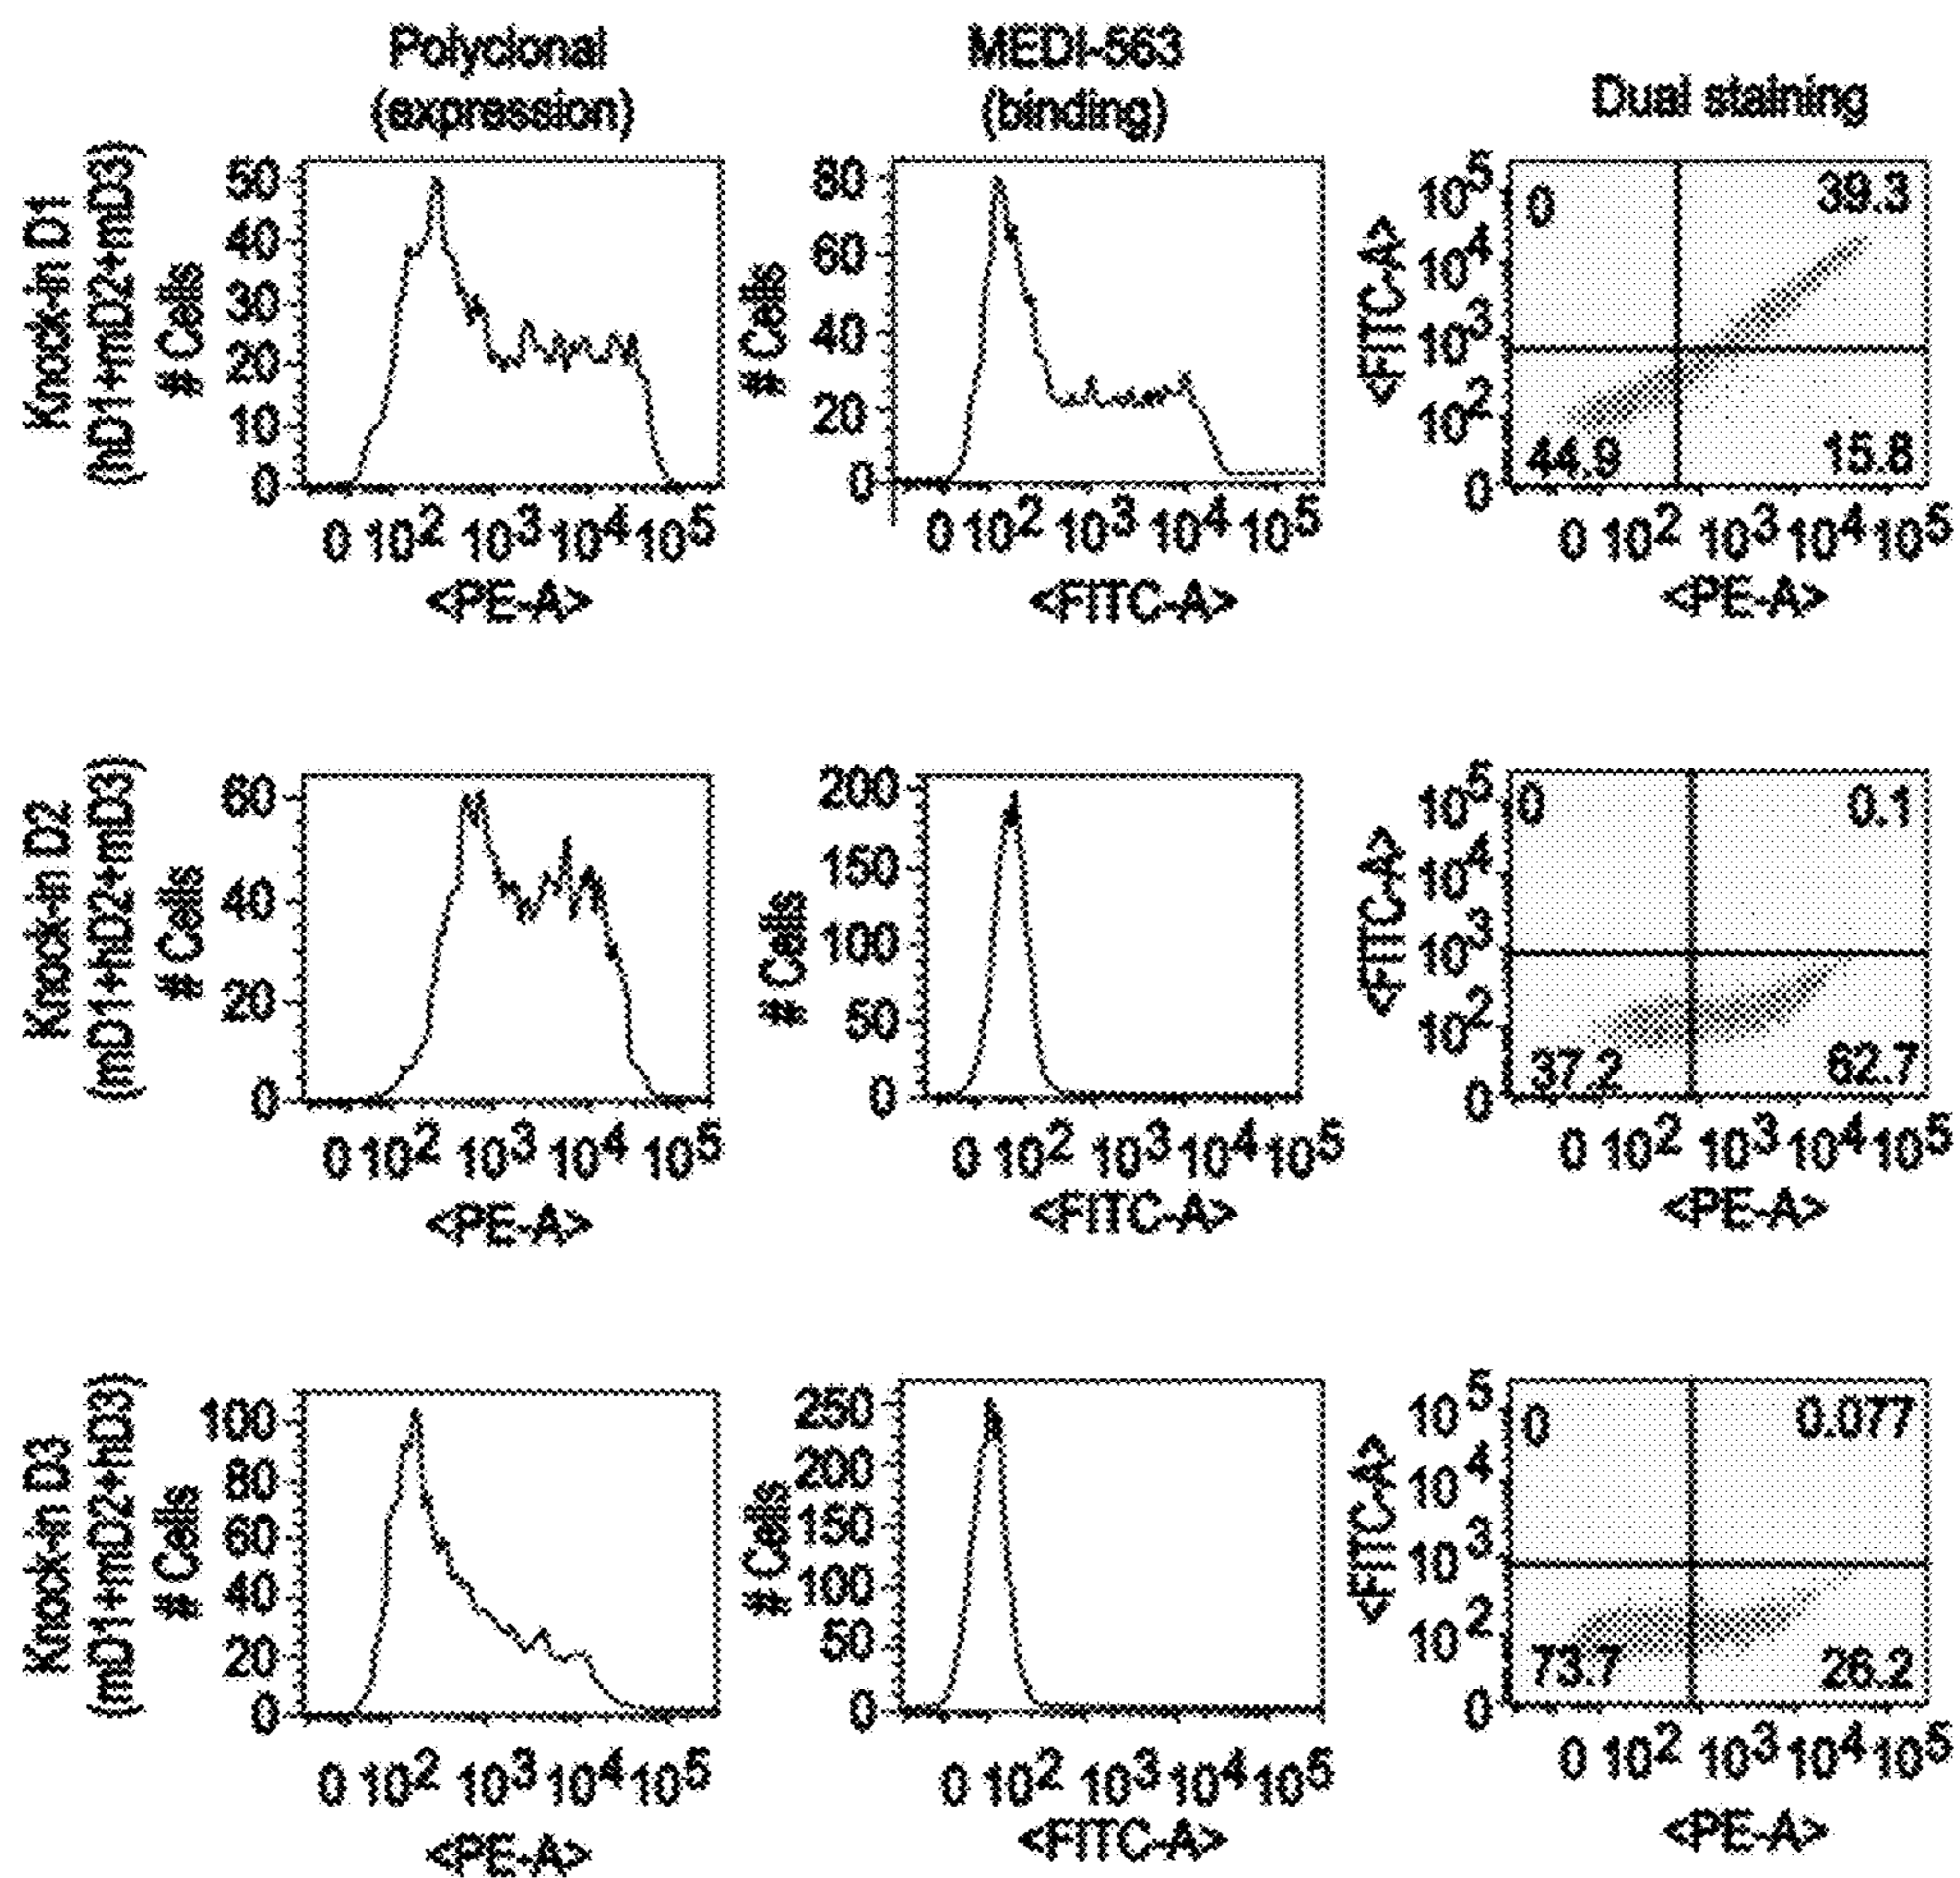 Polyclonal
(expression)
MEDI-563
(binding)
Dual staining
Knock-in D1
(hD1+mD2+mD3)
# Cells
50
40
30
20
10
0
0 10^2 10^3 10^4 10^5
<PE-A>
# Cells
80
60
40
20
0
0 10^2 10^3 10^4 10^5
<FITC-A>
<FITC-A>
10^5
10^4
10^3
10^2
0
0
39.3
44.9
15.8
0 10^2 10^3 10^4 10^5
<PE-A>
Knock-in D2
(mD1+hD2+mD3)
# Cells
60
40
20
0
0 10^2 10^3 10^4 10^5
<PE-A>
# Cells
200
150
100
50
0
0 10^2 10^3 10^4 10^5
<FITC-A>
<FITC-A>
10^5
10^4
10^3
10^2
0
0
0.1
37.2
62.7
0 10^2 10^3 10^4 10^5
<PE-A>
Knock-in D3
(mD1+mD2+hD3)
# Cells
100
80
60
40
20
0
0 10^2 10^3 10^4 10^5
<PE-A>
# Cells
250
200
150
100
50
0
0 10^2 10^3 10^4 10^5
<FITC-A>
<FITC-A>
10^5
10^4
10^3
10^2
0
0
0.077
73.7
26.2
0 10^2 10^3 10^4 10^5
<PE-A>